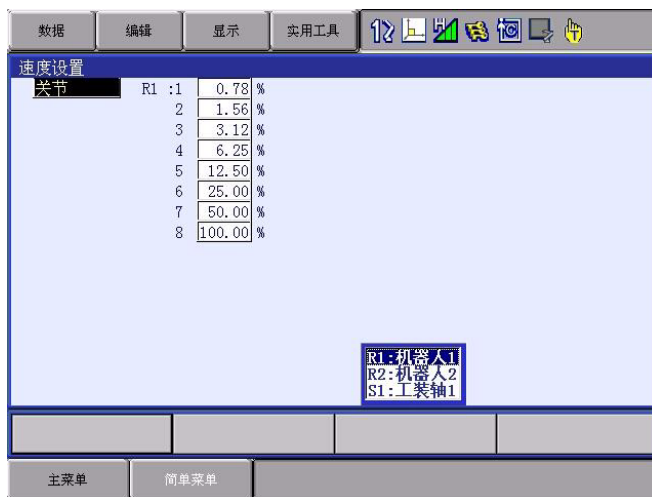 数据 编辑 显示 实用工具
速度设置
关节 R1 :1 0.78 %
2 1.56 %
3 3.12 %
4 6.25 %
5 12.50 %
6 25.00 %
7 50.00 %
8 100.00 %
R1:机器人1
R2:机器人2
S1:工装轴1
主菜单 简单菜单